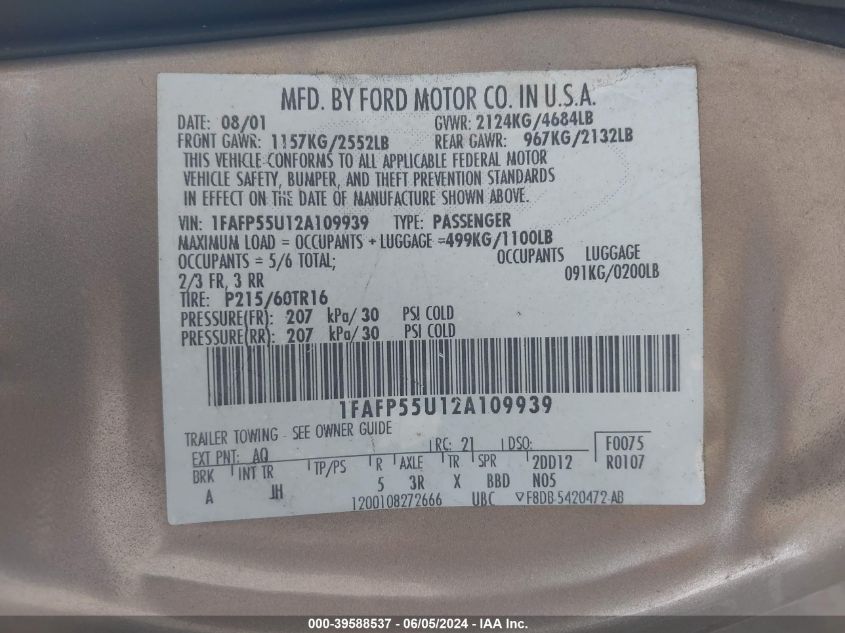 MFD. BY FORD MOTOR CO. IN U.S.A.
DATE: 08/01 GVWR: 2124KG/4684LB
FRONT GAWR: 1157KG/2552LB REAR GAWR: 967KG/2132LB
THIS VEHICLE CONFORMS TO ALL APPLICABLE FEDERAL MOTOR
VEHICLE SAFETY, BUMPER, AND THEFT PREVENTION STANDARDS
IN EFFECT ON THE DATE OF MANUFACTURE SHOWN ABOVE.
VIN: 1FAFP55U12A109939 TYPE: PASSENGER
MAXIMUM LOAD = OCCUPANTS + LUGGAGE =499KG/1100LB
OCCUPANTS = 5/6 TOTAL; OCCUPANTS LUGGAGE
2/3 FR, 3 RR 091KG/0200LB
TIRE: P215/60TR16
PRESSURE(FR): 207 kPa/ 30 PSI COLD
PRESSURE(RR): 207 kPa/ 30 PSI COLD
1FAFP55U12A109939
TRAILER TOWING - SEE OWNER GUIDE
EXT PNT: AQ RC: 21 DSO: F0075
BRK INT TR TP/PS R AXLE TR SPR 2DD12 R0107
A JH 5 3R X BBD N05
1200108272666 UBC F8DB-5420472-AB
000-39588537 - 06/05/2024 - IAA Inc.